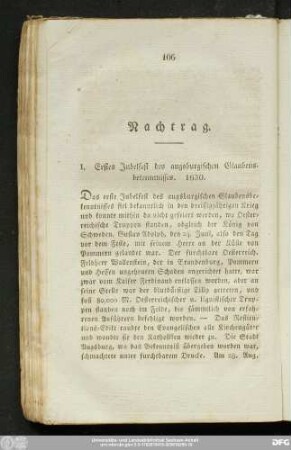 106
Nachtrag.
1. Erstes Jubelfest des augsburgischen Glaubens-
bekenntnisses. 1630.
Das erste Jubelfest des augsburgischen Glaubensbe-
kenntnisses fiel bekanntlich in den dreißigjährigen Krieg
und konnte mithin da nicht gefeiert werden, wo Oester-
reichische Truppen standen, obgleich der König von
Schweden, Gustav Adolph, den 24 Juni, also den Tag
vor dem Feste, mit seinem Heere an der Küste von
Pommern gelandet war. Der furchtbare Oesterreich.
Feldherr Wallenstein, der in Brandenburg, Pommern
und Hessen ungeheuren Schaden angerichtet hatte, war
zwar vom Kaiser Ferdinand entlassen worden, aber an
seine Stelle war der blutdürstige Tilly getreten, und
fast 90,000 M. Oesterreichischer u. liguistischer Trup-
pen standen noch im Felde, die sämmtlich von erfah-
renen Anführern befehligt wurden. — Das Restitu-
tions-Edikt raubte den Evangelischen alle Kirchengüter
und wandte sie den Katholiken wieder zu. Die Stadt
Augsburg, wo das Bekenntniß übergeben worden war,
schmachtete unter furchtbarem Drucke. Am 28. Aug.